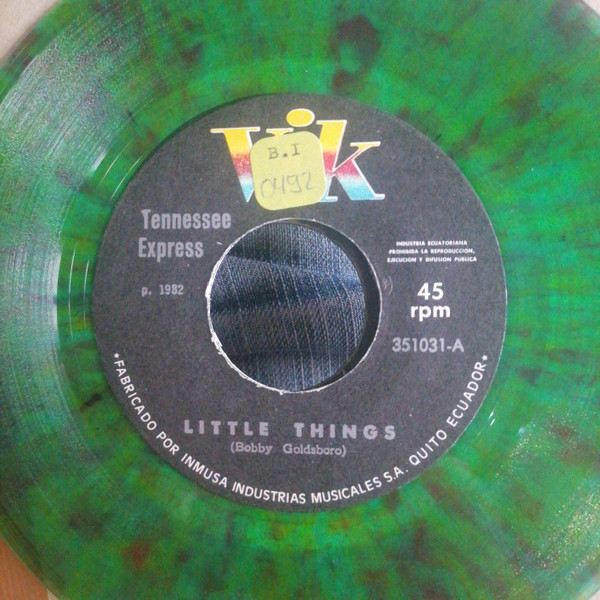 Vik
B.I
0492
Tennessee
Express
p. 1982
INDUSTRIA ECUATORIANA
PROHIBIDA LA REPRODUCCION,
EJECUCION Y DIFUSION PUBLICA
45
rpm
351031-A
LITTLE THINGS
(Bobby Goldsboro)
*FABRICADO POR INMUSA INDUSTRIAS MUSICALES S.A. QUITO ECUADOR*